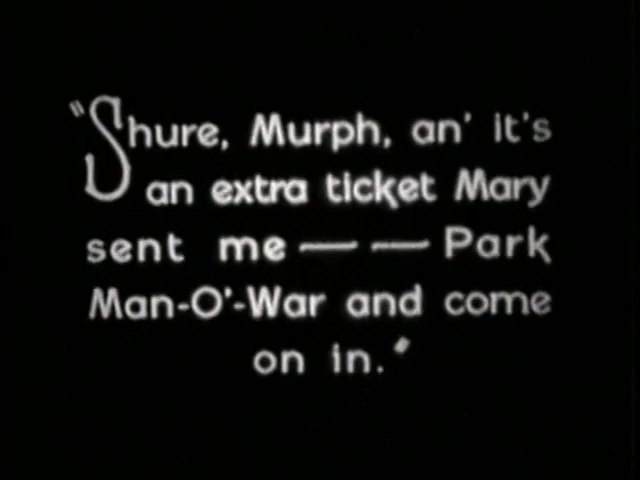 "Shure, Murph, an' it's
an extra ticket Mary
sent me — — Park
Man-O'-War and come
on in."